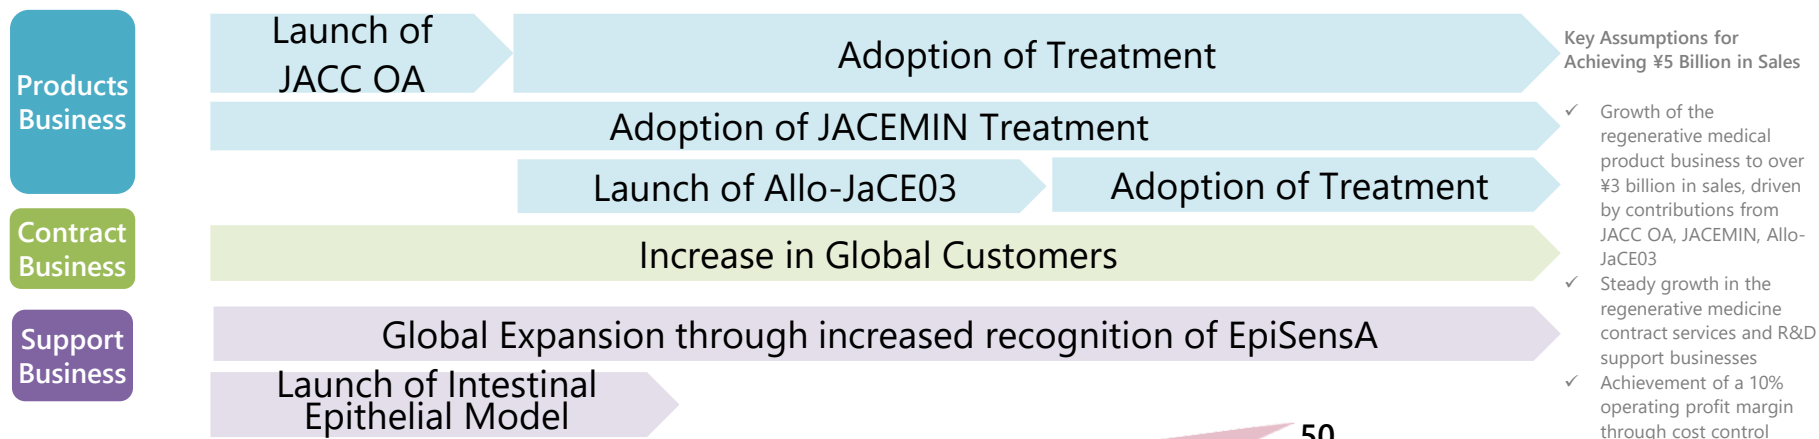 Products
Business
Launch of
JACC OA
Adoption of Treatment
Adoption of JACEMIN Treatment
Launch of Allo-JaCE03
Adoption of Treatment
Contract
Business
Increase in Global Customers
Support
Business
Global Expansion through increased recognition of EpiSensA
Launch of Intestinal
Epithelial Model
50
Key Assumptions for
Achieving ¥5 Billion in Sales
✓ Growth of the
regenerative medical
product business to over
¥3 billion in sales, driven
by contributions from
JACC OA, JACEMIN, Allo-
JaCE03
✓ Steady growth in the
regenerative medicine
contract services and R&D
support businesses
✓ Achievement of a 10%
operating profit margin
through cost control